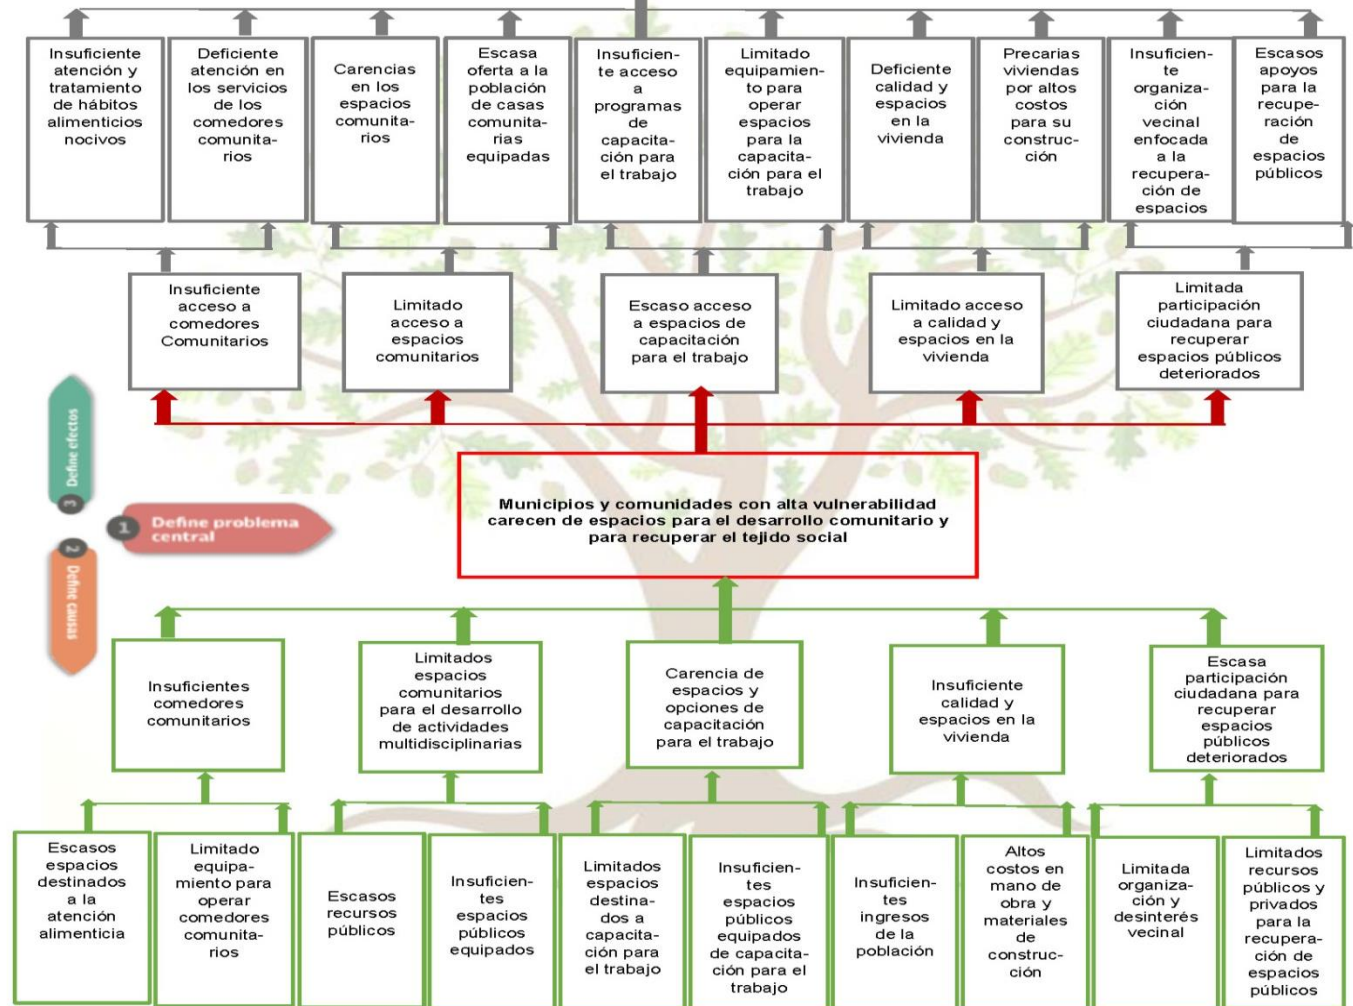 Insuficiente
atención y
tratamiento
de hábitos
alimenticios
nocivos
Deficiente
atención en
los servicios
de los
comedores
comunita-
rios
Carencias
en los
espacios
comunita-
rios
Escasa
oferta a la
población
de casas
comunita-
rias
equipadas
Insuficien-
te acceso
a
programas
de
capacita-
ción para
el trabajo
Limitado
equipamien-
to para
operar
espacios
para la
capacita-
ción para el
trabajo
Deficiente
calidad y
espacios
en la
vivienda
Precarias
viviendas
por altos
costos
para su
construc-
ción
Insuficien-
te
organiza-
ción
vecinal
enfocada
a la
recupera-
ción de
espacios
Escasos
apoyos
para la
recupe-
ración
de
espacios
públicos
Insuficiente
acceso a
comedores
Comunitarios
Limitado
acceso a
espacios
comunitarios
Escaso acceso
a espacios de
capacitación
para el trabajo
Limitado acceso
a calidad y
espacios en la
vivienda
Limitada
participación
ciudadana para
recuperar
espacios públicos
deteriorados
3 Define efectos
1 Define problema
central
2 Define causas
Municipios y comunidades con alta vulnerabilidad
carecen de espacios para el desarrollo comunitario y
para recuperar el tejido social
Insuficientes
comedores
comunitarios
Limitados
espacios
comunitarios
para el desarrollo
de actividades
multidisciplinarias
Carencia de
espacios y
opciones de
capacitación
para el trabajo
Insuficiente
calidad y
espacios en la
vivienda
Escasa
participación
ciudadana para
recuperar
espacios
públicos
deteriorados
Escasos
espacios
destinados
a la
atención
alimenticia
Limitado
equipa-
miento para
operar
comedores
comunita-
rios
Escasos
recursos
públicos
Insuficien-
tes
espacios
públicos
equipados
Limitados
espacios
destina-
dos a
capacita-
ción para
el trabajo
Insuficien-
tes
espacios
públicos
equipados
de capacita-
ción para el
trabajo
Insuficien-
tes
ingresos
de la
población
Altos
costos en
mano de
obra y
materiales
de
construc-
ción
Limitada
organiza-
ción y
desinterés
vecinal
Limitados
recursos
públicos y
privados
para la
recupera-
ción de
espacios
públicos